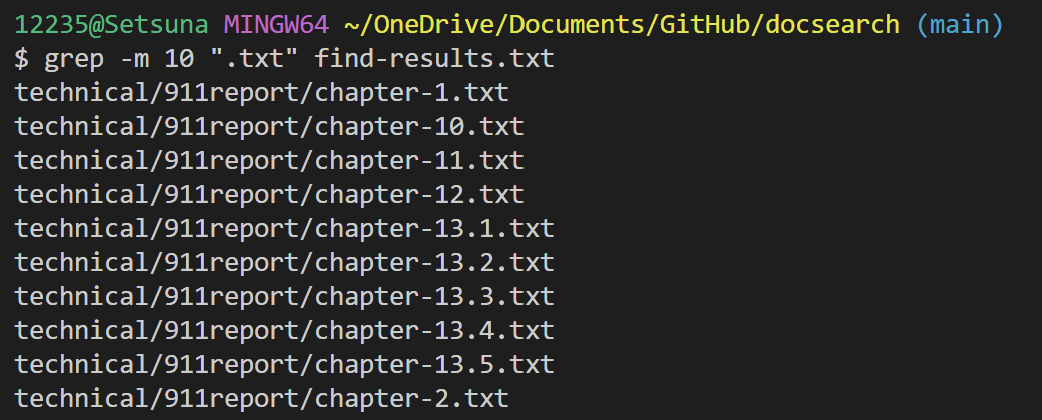 12235@Setsuna MINGW64 ~/OneDrive/Documents/GitHub/docsearch (main)
$ grep -m 10 ".txt" find-results.txt
technical/911report/chapter-1.txt
technical/911report/chapter-10.txt
technical/911report/chapter-11.txt
technical/911report/chapter-12.txt
technical/911report/chapter-13.1.txt
technical/911report/chapter-13.2.txt
technical/911report/chapter-13.3.txt
technical/911report/chapter-13.4.txt
technical/911report/chapter-13.5.txt
technical/911report/chapter-2.txt